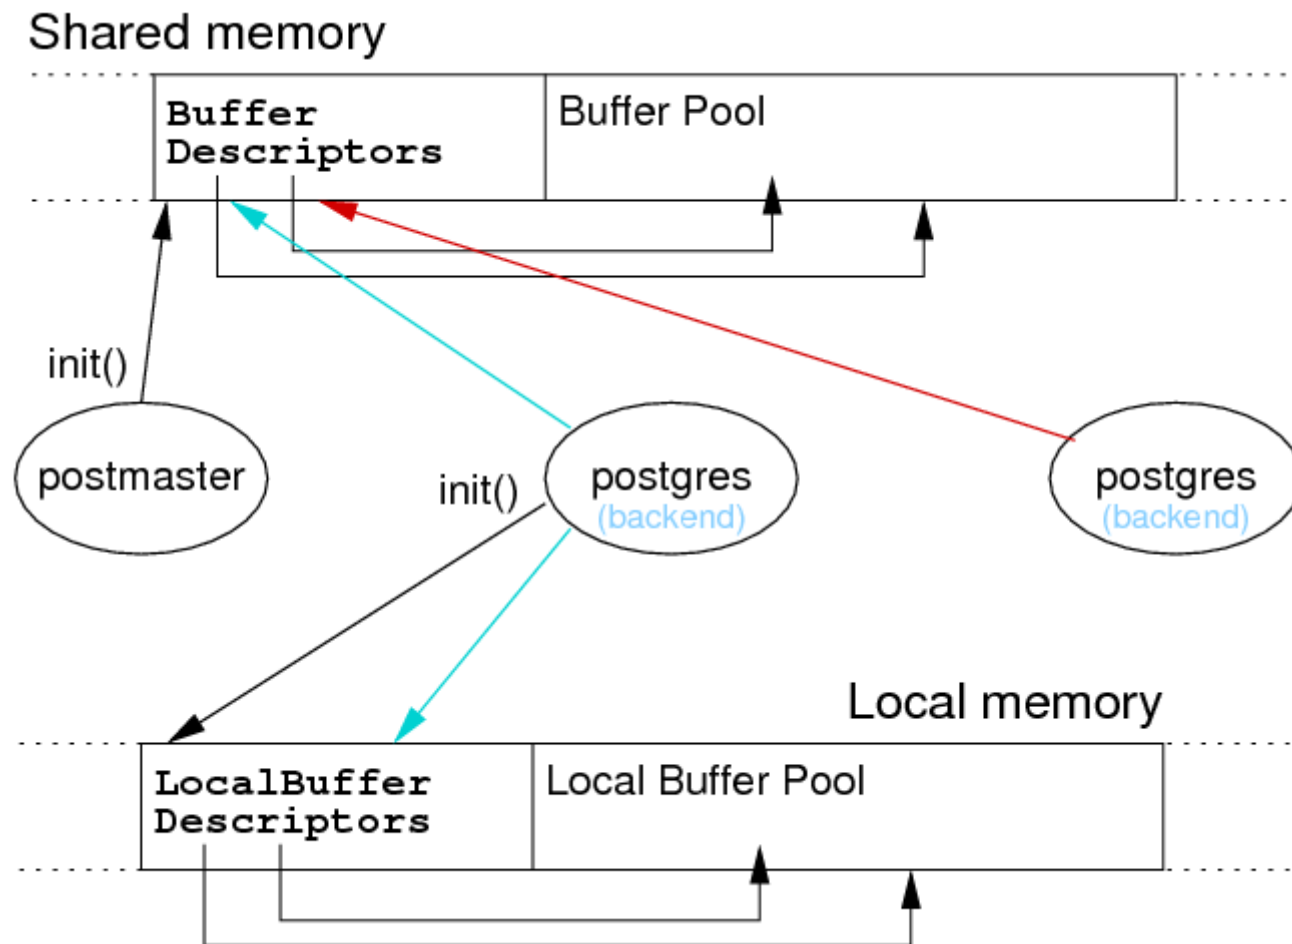 Shared memory
Buffer
Descriptors
Buffer Pool
init()
postmaster
init()
postgres
(backend)
postgres
(backend)
Local memory
LocalBuffer
Descriptors
Local Buffer Pool